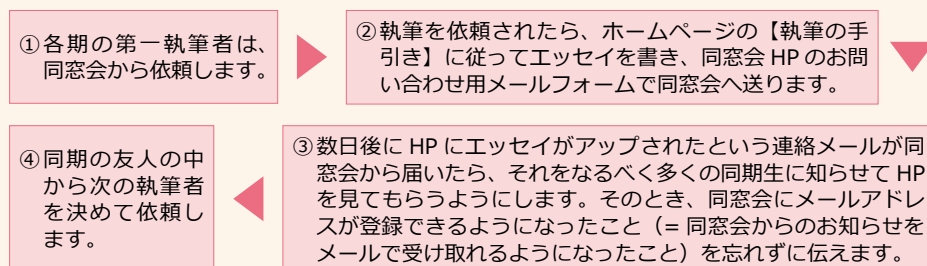 ①各期の第一執筆者は、
同窓会から依頼します。
②執筆を依頼されたら、ホームページの【執筆の手
引き】に従ってエッセイを書き、同窓会 HP のお問
い合わせ用メールフォームで同窓会へ送ります。
③数日後に HP にエッセイがアップされたという連絡メールが同
窓会から届いたら、それをなるべく多くの同期生に知らせて HP
を見てもらうようにします。そのとき、同窓会にメールアドレ
スが登録できるようになったこと（= 同窓会からのお知らせを
メールで受け取れるようになったこと）を忘れずに伝えます。
④同期の友人の中
から次の執筆者
を決めて依頼し
ます。